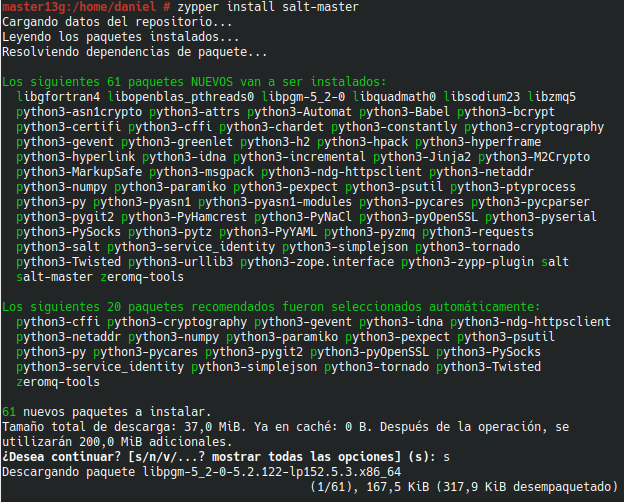 master13g:/home/daniel # zypper install salt-master
Cargando datos del repositorio...
Leyendo los paquetes instalados...
Resolviendo dependencias de paquete...
Los siguientes 61 paquetes NUEVOS van a ser instalados:
libgfortran4 libopenblas_pthreads0 libpgm-5_2-0 libquadmath0 libsodium23 libzmq5
python3-asn1crypto python3-attrs python3-Automat python3-Babel python3-bcrypt
python3-certifi python3-cffi python3-chardet python3-constantly python3-cryptography
python3-gevent python3-greenlet python3-h2 python3-hpack python3-hyperframe
python3-hyperlink python3-idna python3-incremental python3-Jinja2 python3-M2Crypto
python3-MarkupSafe python3-msgpack python3-ndg-httpsclient python3-netaddr
python3-numpy python3-paramiko python3-pexpect python3-psutil python3-ptyprocess
python3-py python3-pyasn1 python3-pyasn1-modules python3-pycares python3-pycparser
python3-pygit2 python3-PyHamcrest python3-PyNaCl python3-pyOpenSSL python3-pyserial
python3-PySocks python3-pytz python3-PyYAML python3-pyzmq python3-requests
python3-salt python3-service_identity python3-simplejson python3-tornado
python3-Twisted python3-urllib3 python3-zope.interface python3-zypp-plugin salt
salt-master zeromq-tools
Los siguientes 20 paquetes recomendados fueron seleccionados automáticamente:
python3-cffi python3-cryptography python3-gevent python3-idna python3-ndg-httpsclient
python3-netaddr python3-numpy python3-paramiko python3-pexpect python3-psutil
python3-py python3-pycares python3-pygit2 python3-pyOpenSSL python3-PySocks
python3-service_identity python3-simplejson python3-tornado python3-Twisted
zeromq-tools
61 nuevos paquetes a instalar.
Tamaño total de descarga: 37,0 MiB. Ya en caché: 0 B. Después de la operación, se
utilizarán 200,0 MiB adicionales.
¿Desea continuar? [s/n/v/...? mostrar todas las opciones] (s): s
Descargando paquete libpgm-5_2-0-5.2.122-lp152.5.3.x86_64
(1/61), 167,5 KiB (317,9 KiB desempaquetado)